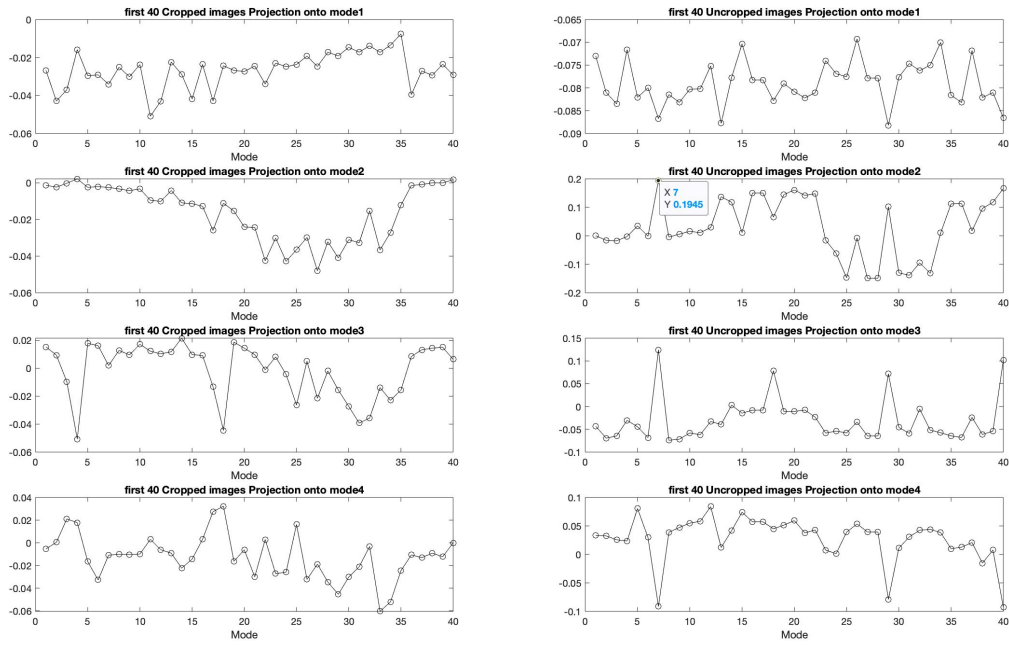 first 40 Cropped images Projection onto mode1
0
-0.02
-0.04
-0.06
0 5 10 15 20 25 30 35 40
Mode
first 40 Cropped images Projection onto mode2
0
-0.02
-0.04
-0.06
0 5 10 15 20 25 30 35 40
Mode
first 40 Cropped images Projection onto mode3
0.02
0
-0.02
-0.04
-0.06
0 5 10 15 20 25 30 35 40
Mode
first 40 Cropped images Projection onto mode4
0.04
0.02
0
-0.02
-0.04
-0.06
0 5 10 15 20 25 30 35 40
Mode
first 40 Uncropped images Projection onto mode1
-0.065
-0.07
-0.075
-0.08
-0.085
-0.09
0 5 10 15 20 25 30 35 40
Mode
first 40 Uncropped images Projection onto mode2
0.2
0.1
0
-0.1
-0.2
X 7
Y 0.1945
0 5 10 15 20 25 30 35 40
Mode
first 40 Uncropped images Projection onto mode3
0.15
0.1
0.05
0
-0.05
-0.1
0 5 10 15 20 25 30 35 40
Mode
first 40 Uncropped images Projection onto mode4
0.1
0.05
0
-0.05
-0.1
0 5 10 15 20 25 30 35 40
Mode